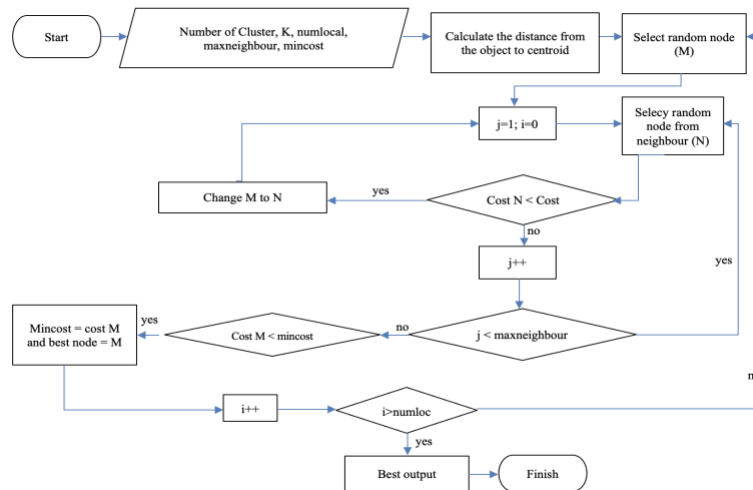 Start
Number of Cluster, K, numlocal,
maxneighbour, mincost
Calculate the distance from
the object to centroid
Select random node
(M)
j=1; i=0
Selecy random
node from
neighbour (N)
Change M to N
yes
Cost N < Cost
no
j++
yes
Mincost = cost M
and best node = M
yes
Cost M < mincost
no
j < maxneighbour
i++
i>numloc
yes
Best output
Finish